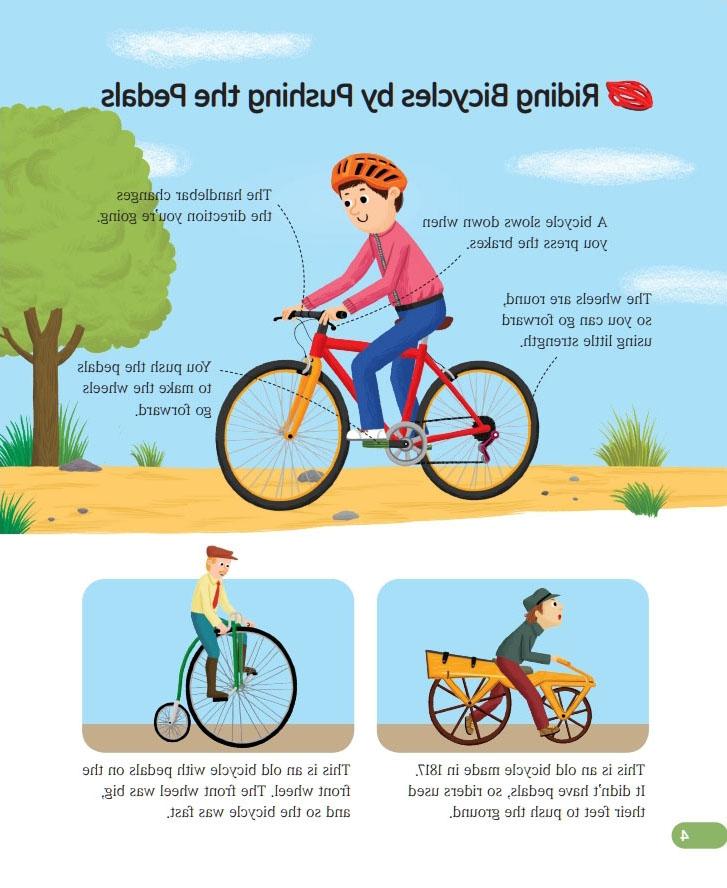 Riding Bicycles by Pushing the Pedals
The handlebar changes
the direction you're going.
A bicycle slows down when
you press the brakes.
The wheels are round,
so you can go forward
using little strength.
You push the pedals
to make the wheels
go forward.
This is an old bicycle made in 1817.
It didn't have pedals, so riders used
their feet to push the ground.
This is an old bicycle with pedals on the
front wheel. The front wheel was big,
and so the bicycle was fast.
4